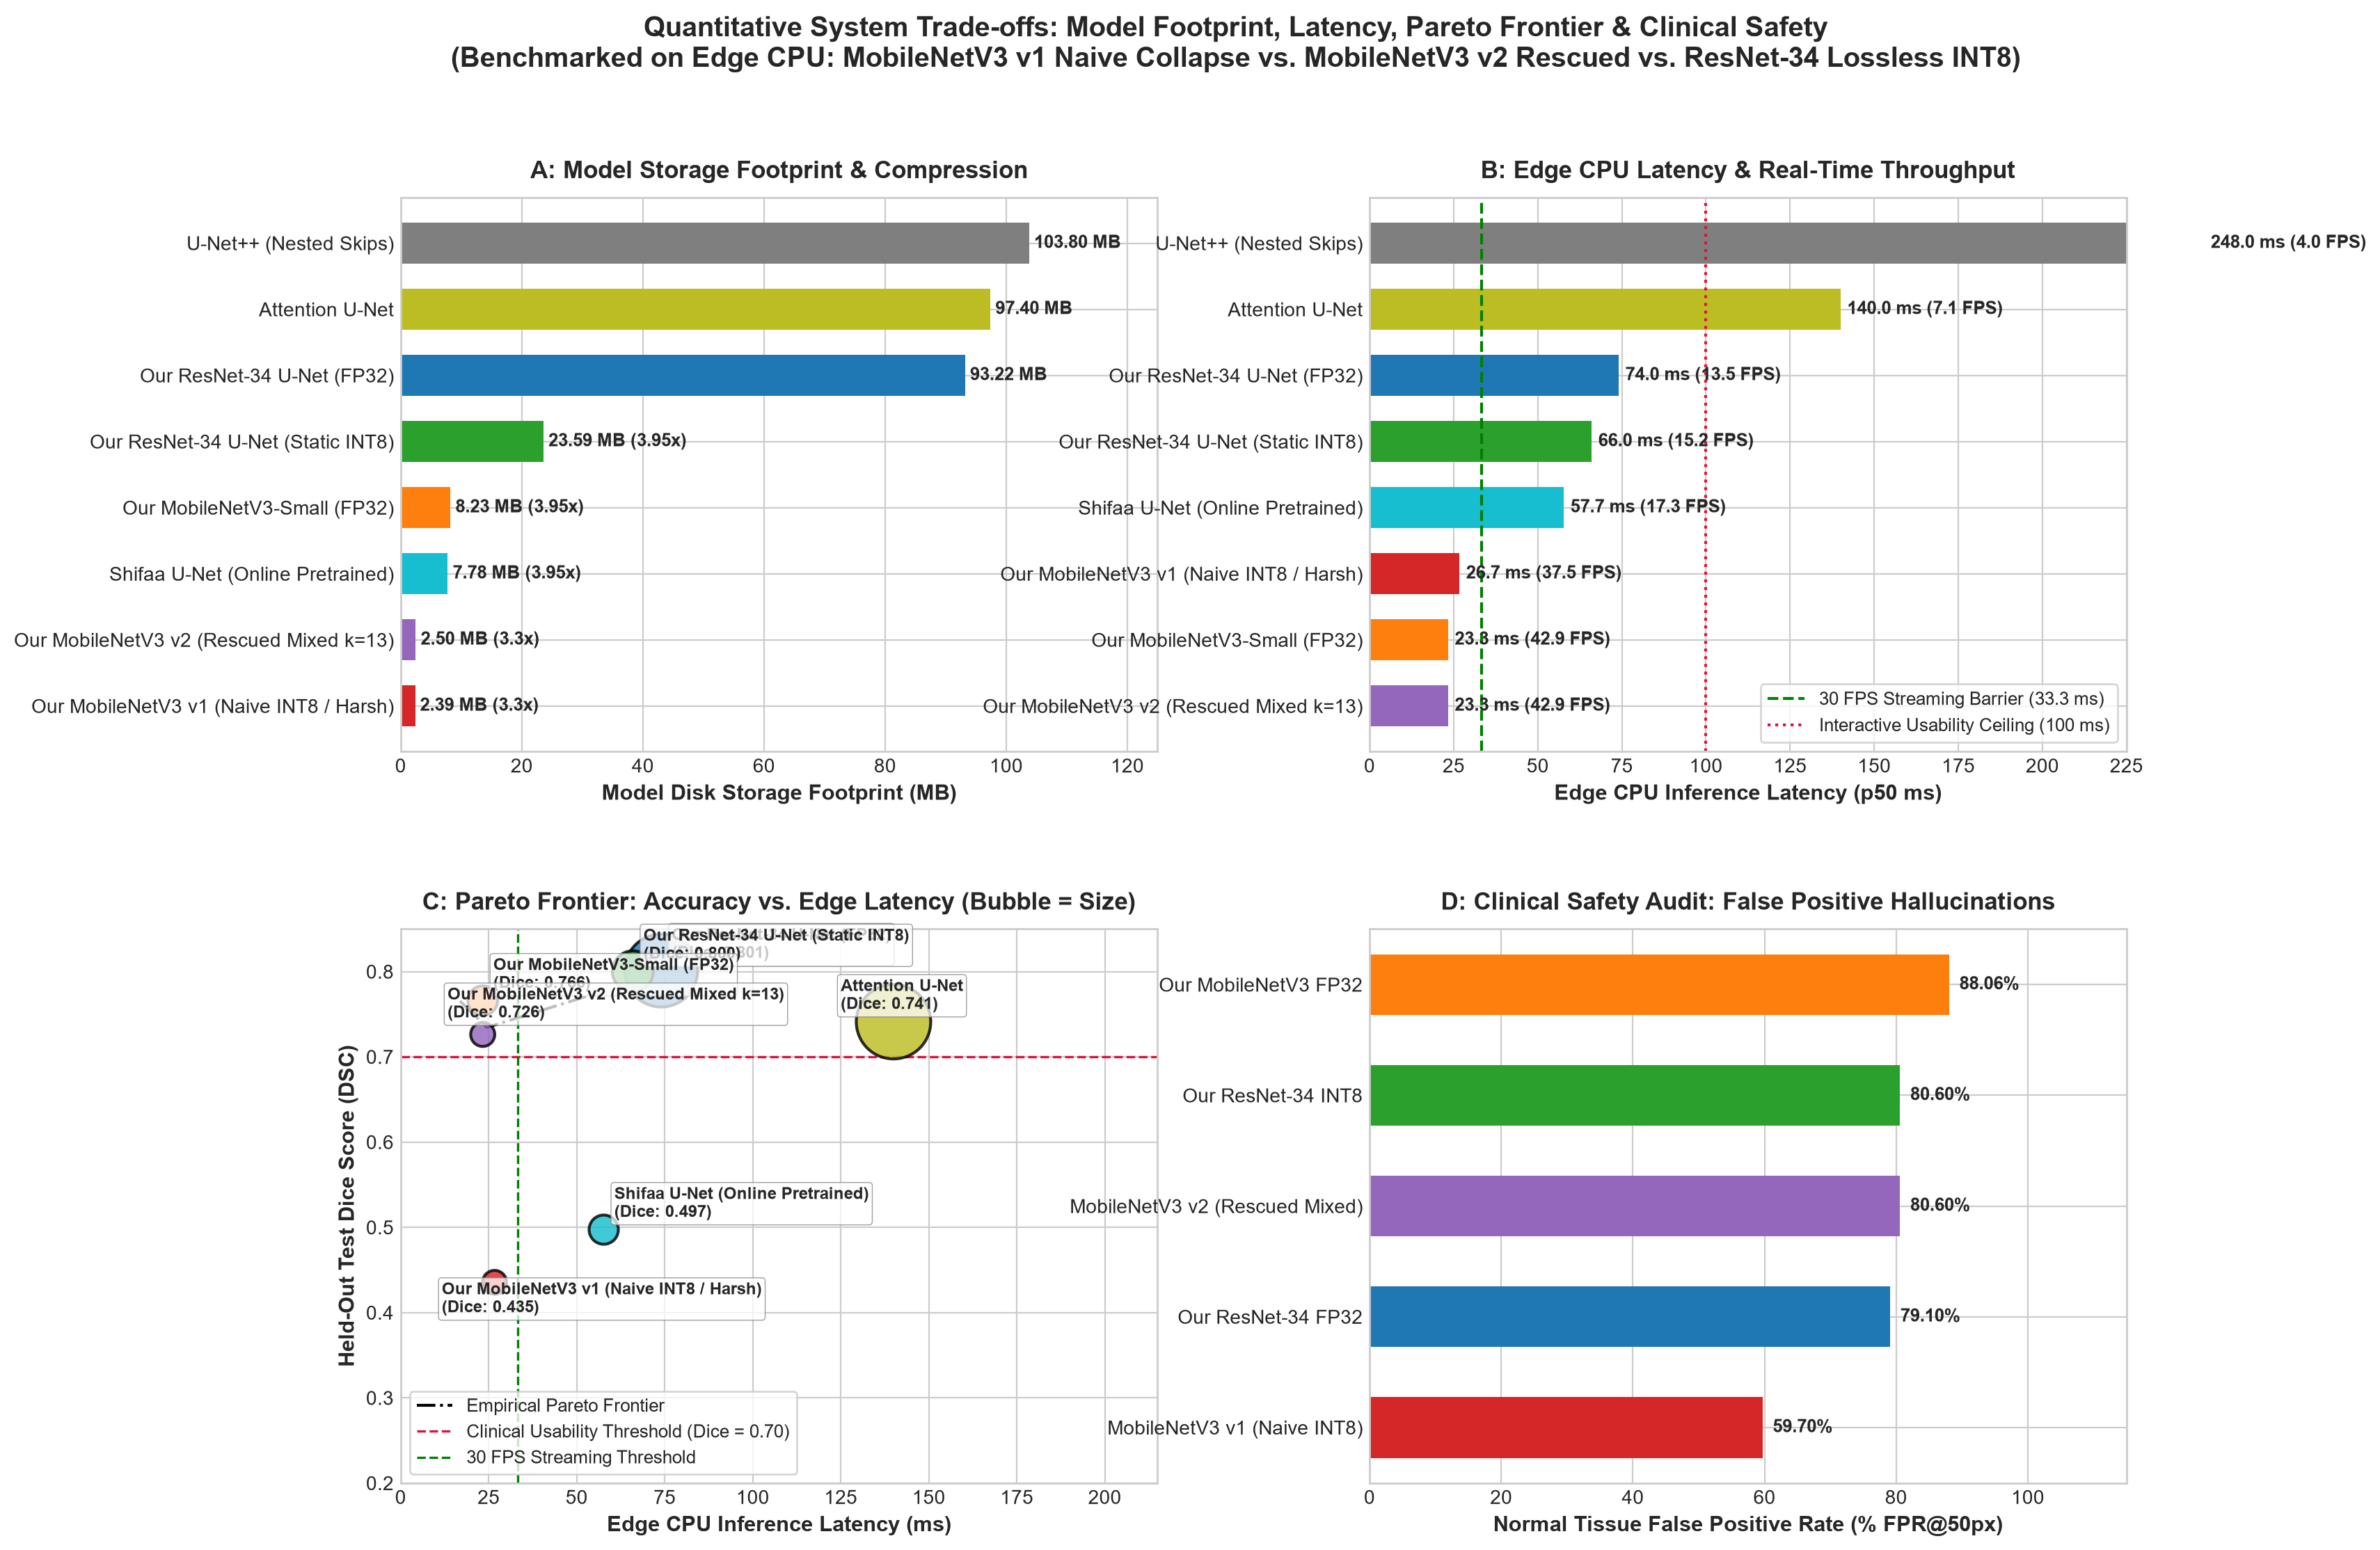 Quantitative System Trade-offs: Model Footprint, Latency, Pareto Frontier & Clinical Safety
(Benchmarked on Edge CPU: MobileNetV3 v1 Naive Collapse vs. MobileNetV3 v2 Rescued vs. ResNet-34 Lossless INT8)
A: Model Storage Footprint & Compression
U-Net++ (Nested Skips)
103.80 MB
Attention U-Net
97.40 MB
Our ResNet-34 U-Net (FP32)
93.22 MB
Our ResNet-34 U-Net (Static INT8)
23.59 MB (3.95x)
Our MobileNetV3-Small (FP32)
8.23 MB (3.95x)
Shifaa U-Net (Online Pretrained)
7.78 MB (3.95x)
Our MobileNetV3 v2 (Rescued Mixed k=13)
2.50 MB (3.3x)
Our MobileNetV3 v1 (Naive INT8 / Harsh)
2.39 MB (3.3x)
0 20 40 60 80 100 120
Model Disk Storage Footprint (MB)
B: Edge CPU Latency & Real-Time Throughput
U-Net++ (Nested Skips)
248.0 ms (4.0 FPS)
Attention U-Net
140.0 ms (7.1 FPS)
Our ResNet-34 U-Net (FP32)
74.0 ms (13.5 FPS)
Our ResNet-34 U-Net (Static INT8)
66.0 ms (15.2 FPS)
Shifaa U-Net (Online Pretrained)
57.7 ms (17.3 FPS)
Our MobileNetV3 v1 (Naive INT8 / Harsh)
26.7 ms (37.5 FPS)
Our MobileNetV3-Small (FP32)
23.3 ms (42.9 FPS)
Our MobileNetV3 v2 (Rescued Mixed k=13)
23.3 ms (42.9 FPS)
30 FPS Streaming Barrier (33.3 ms)
Interactive Usability Ceiling (100 ms)
0 25 50 75 100 125 150 175 200 225
Edge CPU Inference Latency (p50 ms)
C: Pareto Frontier: Accuracy vs. Edge Latency (Bubble = Size)
Held-Out Test Dice Score (DSC)
0.8
0.7
0.6
0.5
0.4
0.3
0.2
Our ResNet-34 U-Net (Static INT8)
(Dice: 0.800)
Our MobileNetV3-Small (FP32)
(Dice: 0.766)
Our MobileNetV3 v2 (Rescued Mixed k=13)
(Dice: 0.726)
Attention U-Net
(Dice: 0.741)
Shifaa U-Net (Online Pretrained)
(Dice: 0.497)
Our MobileNetV3 v1 (Naive INT8 / Harsh)
(Dice: 0.435)
Empirical Pareto Frontier
Clinical Usability Threshold (Dice = 0.70)
30 FPS Streaming Threshold
0 25 50 75 100 125 150 175 200
Edge CPU Inference Latency (ms)
D: Clinical Safety Audit: False Positive Hallucinations
Our MobileNetV3 FP32
88.06%
Our ResNet-34 INT8
80.60%
MobileNetV3 v2 (Rescued Mixed)
80.60%
Our ResNet-34 FP32
79.10%
MobileNetV3 v1 (Naive INT8)
59.70%
0 20 40 60 80 100
Normal Tissue False Positive Rate (% FPR@50px)